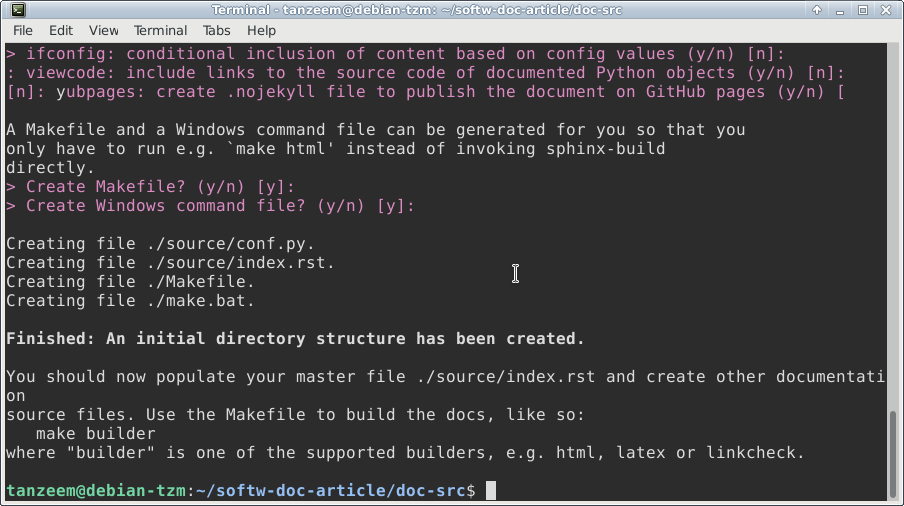 Terminal - tanzeem@debian-tzm: ~/softw-doc-article/doc-src
File Edit View Terminal Tabs Help
> ifconfig: conditional inclusion of content based on config values (y/n) [n]:
: viewcode: include links to the source code of documented Python objects (y/n) [n]:
[n]: yubpages: create .nojekyll file to publish the document on GitHub pages (y/n) [
A Makefile and a Windows command file can be generated for you so that you
only have to run e.g. `make html' instead of invoking sphinx-build
directly.
> Create Makefile? (y/n) [y]:
> Create Windows command file? (y/n) [y]:
Creating file ./source/conf.py.
Creating file ./source/index.rst.
Creating file ./Makefile.
Creating file ./make.bat.
Finished: An initial directory structure has been created.
You should now populate your master file ./source/index.rst and create other documentati
on
source files. Use the Makefile to build the docs, like so:
make builder
where "builder" is one of the supported builders, e.g. html, latex or linkcheck.
tanzeem@debian-tzm:~/softw-doc-article/doc-src$